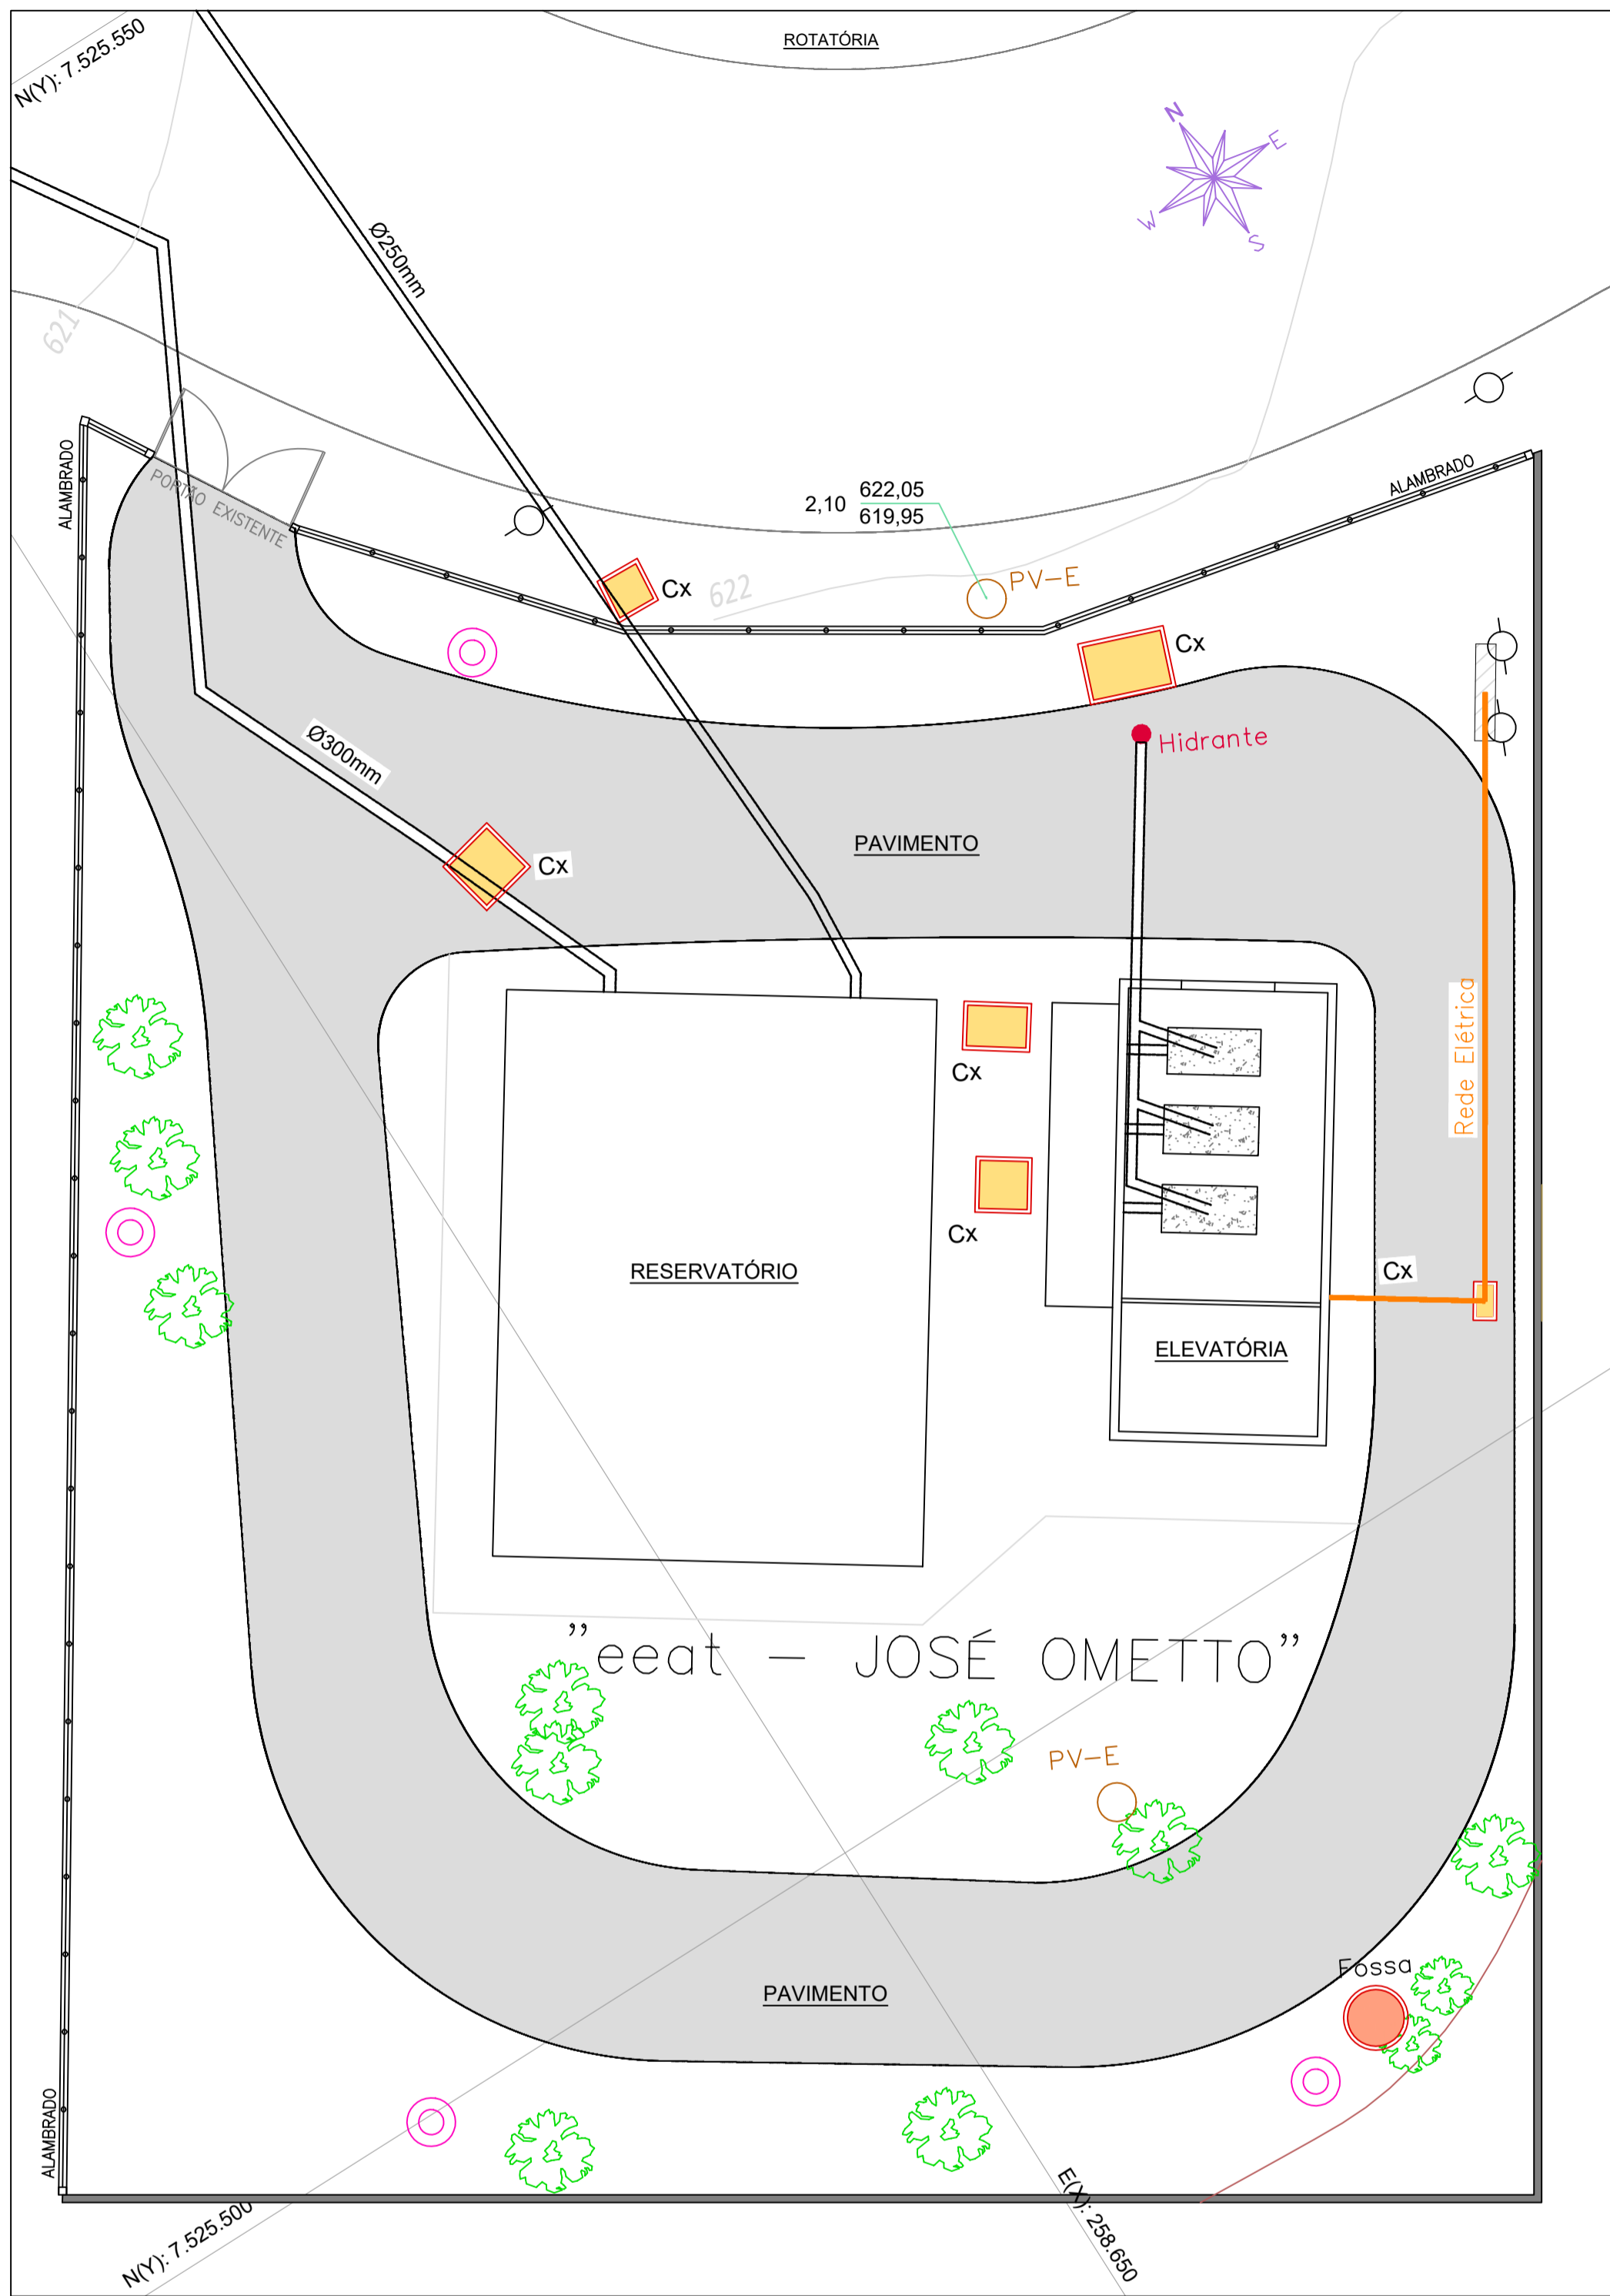 ROTATÓRIA
N(Y): 7.525.550
N
E
W
S
Ø250mm
621
ALAMBRADO
PORTÃO EXISTENTE
ALAMBRADO
2,10
622,05
619,95
Cx
622
PV-E
Cx
Hidrante
Ø300mm
PAVIMENTO
Cx
Cx
Rede Elétrica
Cx
RESERVATÓRIO
Cx
ELEVATÓRIA
"eeat - JOSÉ OMETTO"
PV-E
Fossa
PAVIMENTO
ALAMBRADO
N(Y): 7.525.500
E(X): 258.650